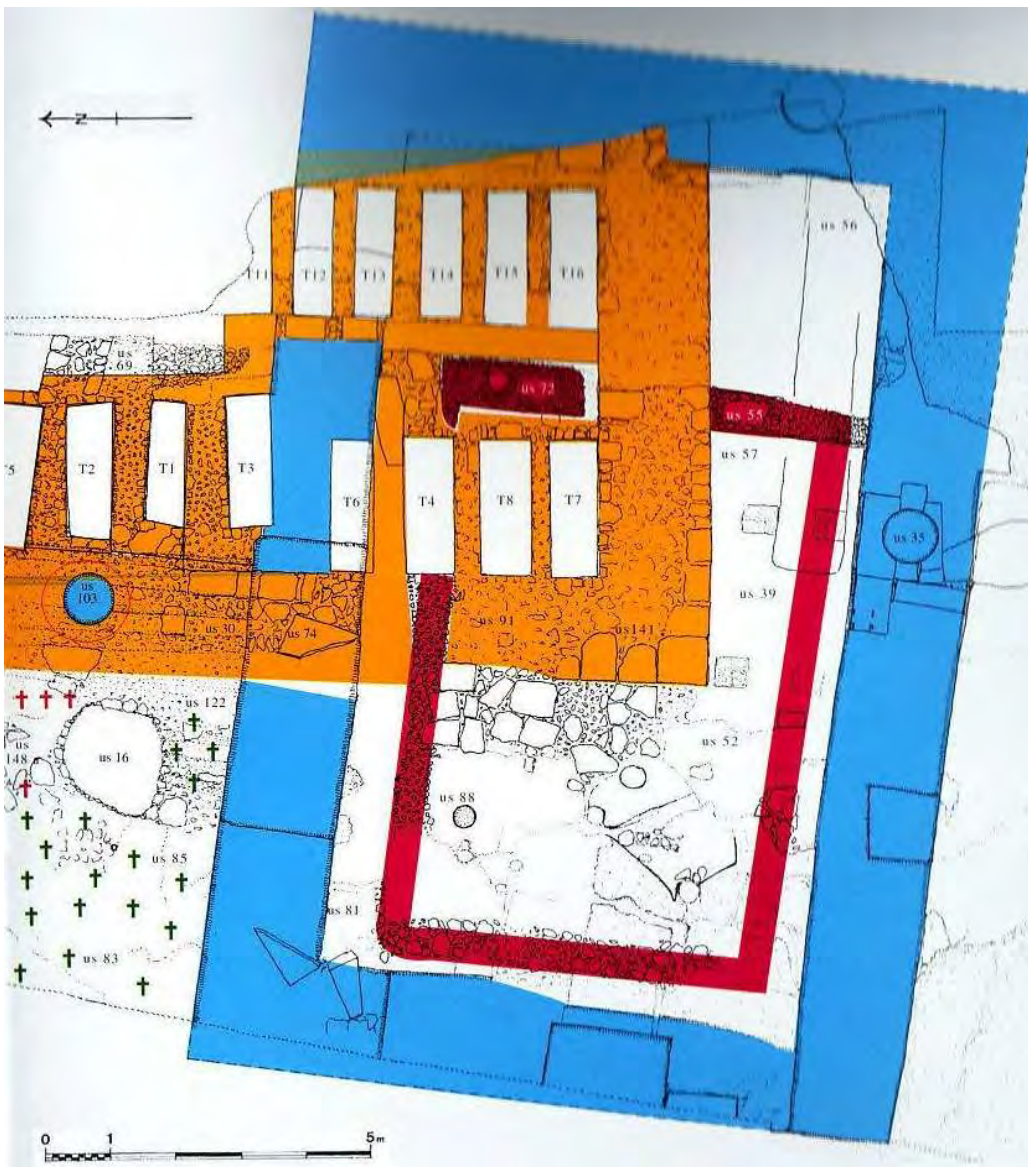 N
us 56
T11 T12 T13 T14 T15 T16
us
69
us 72
us 55
T5 T2 T1 T3
us 57
T6 T4 T8 T7
us 35
us
103
us 39
us 30
us 74
us 91
us141
us 122
us
148
us 16
us 52
us 88
us 85
us 81
us 83
0 1 5m